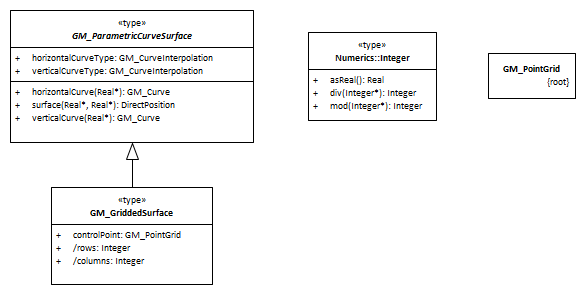 «type»
GM_ParametricCurveSurface
+ horizontalCurveType: GM_CurveInterpolation
+ verticalCurveType: GM_CurveInterpolation
+ horizontalCurve(Real*): GM_Curve
+ surface(Real*, Real*): DirectPosition
+ verticalCurve(Real*): GM_Curve
«type»
Numerics::Integer
+ asReal(): Real
+ div(Integer*): Integer
+ mod(Integer*): Integer
GM_PointGrid
{root}
«type»
GM_GriddedSurface
+ controlPoint: GM_PointGrid
+ /rows: Integer
+ /columns: Integer